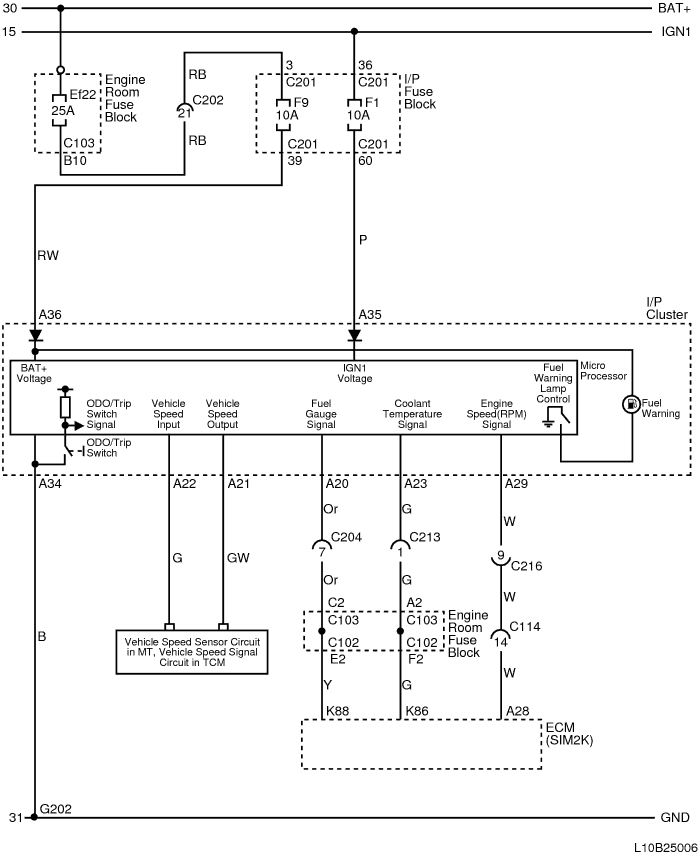 30
BAT+
15
IGN1
Ef22
25A
C103
B10
Engine
Room
Fuse
Block
RB
C202
21
RB
3
C201
F9
10A
C201
39
36
C201
F1
10A
C201
60
I/P
Fuse
Block
RW
P
A36
A35
I/P
Cluster
BAT+
Voltage
IGN1
Voltage
Fuel
Warning
Lamp
Control
Micro
Processor
Fuel
Warning
ODO/Trip
Switch
Signal
Vehicle
Speed
Input
Vehicle
Speed
Output
Fuel
Gauge
Signal
Coolant
Temperature
Signal
Engine
Speed(RPM)
Signal
ODO/Trip
Switch
A34
A22
A21
A20
A23
A29
Or
G
W
C204
7
C213
1
9
C216
G
GW
Or
G
W
C2
C103
C102
E2
A2
C103
C102
F2
Engine
Room
Fuse
Block
C114
14
B
Vehicle Speed Sensor Circuit
in MT, Vehicle Speed Signal
Circuit in TCM
Y
G
W
K88
K86
A28
ECM
(SIM2K)
G202
31
GND
L10B25006